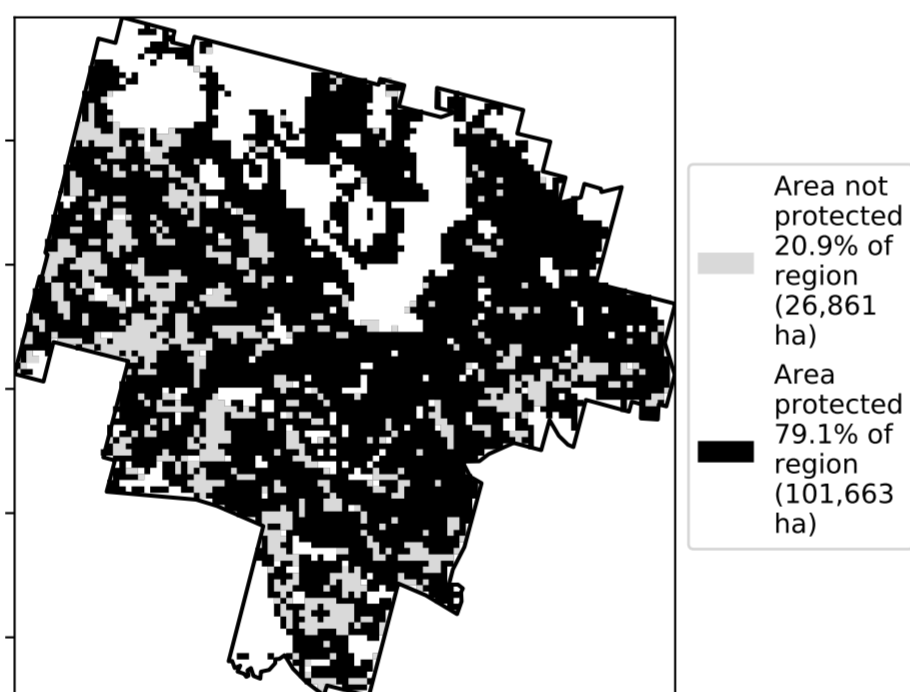 Area not
protected
20.9% of
region
(26,861
ha)
Area
protected
79.1% of
region
(101,663
ha)